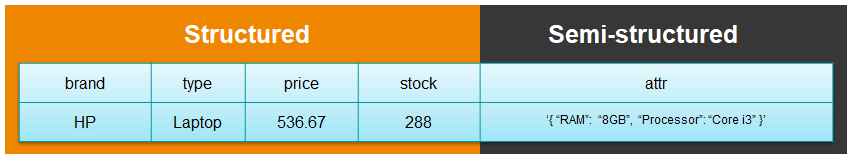 Structured Semi-structured
brand type price stock attr
HP Laptop 536.67 288 ‘{ “RAM”: “8GB”, “Processor”: “Core i3” }’